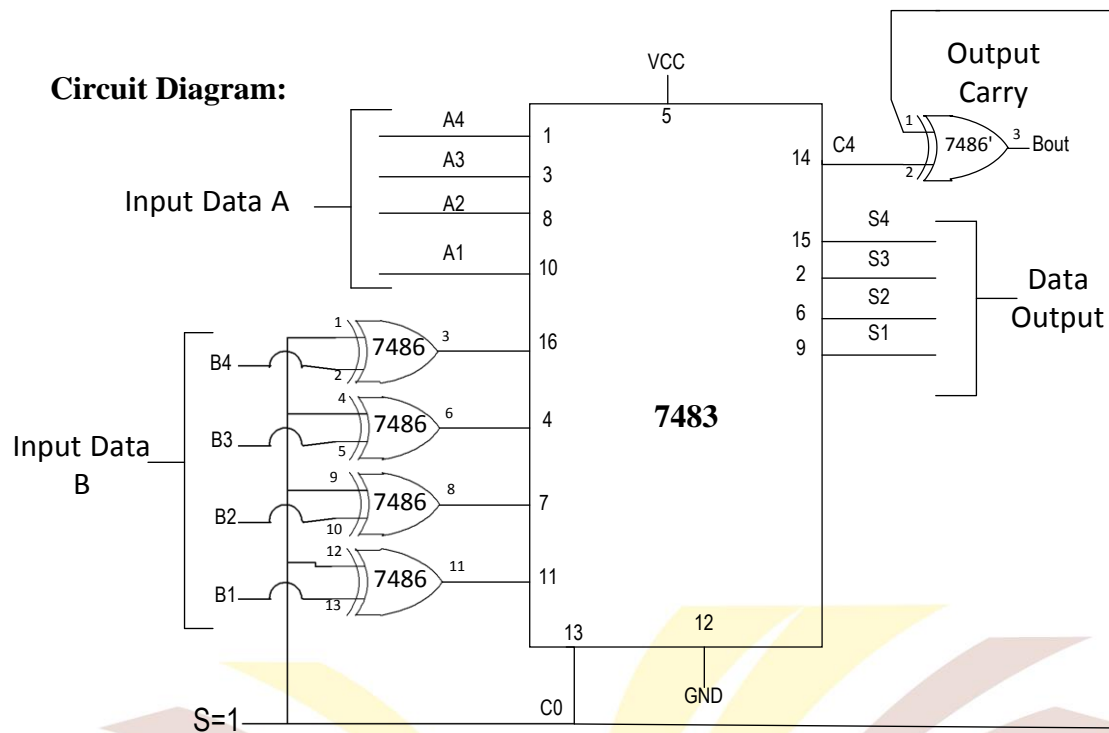 Circuit Diagram:
VCC
5
Output
Carry
Input Data A
A4
1
A3
3
A2
8
A1
10
14
C4
1
2
7486'
3
Bout
15
S4
2
S3
6
S2
9
S1
Data
Output
7483
Input Data
B
B4
1
2
7486
3
16
B3
4
5
7486
6
4
B2
9
10
7486
8
7
B1
12
13
7486
11
11
13
12
S=1
C0
GND